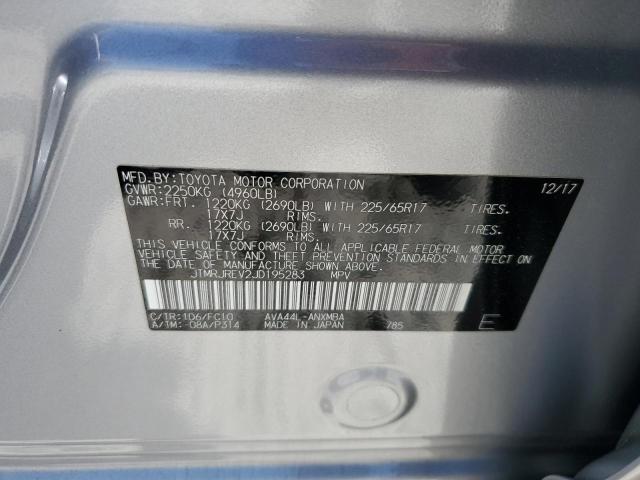 MFD.BY:TOYOTA MOTOR CORPORATION 12/17
GVWR:2250KG (4960LB)
GAWR:FRT. 1220KG (2690LB) WITH 225/65R17 TIRES.
17X7J RIMS.
RR. 1220KG (2690LB) WITH 225/65R17 TIRES.
17X7J RIMS.
THIS VEHICLE CONFORMS TO ALL APPLICABLE FEDERAL MOTOR
VEHICLE SAFETY AND THEFT PREVENTION STANDARDS IN EFFECT ON
THE DATE OF MANUFACTURE SHOWN ABOVE.
JTMRJREV2JD195283 MPV
C/TR:1D6/FC10 AVA44L-ANXMBA
A/TM: -08A/P314 MADE IN JAPAN 785 E